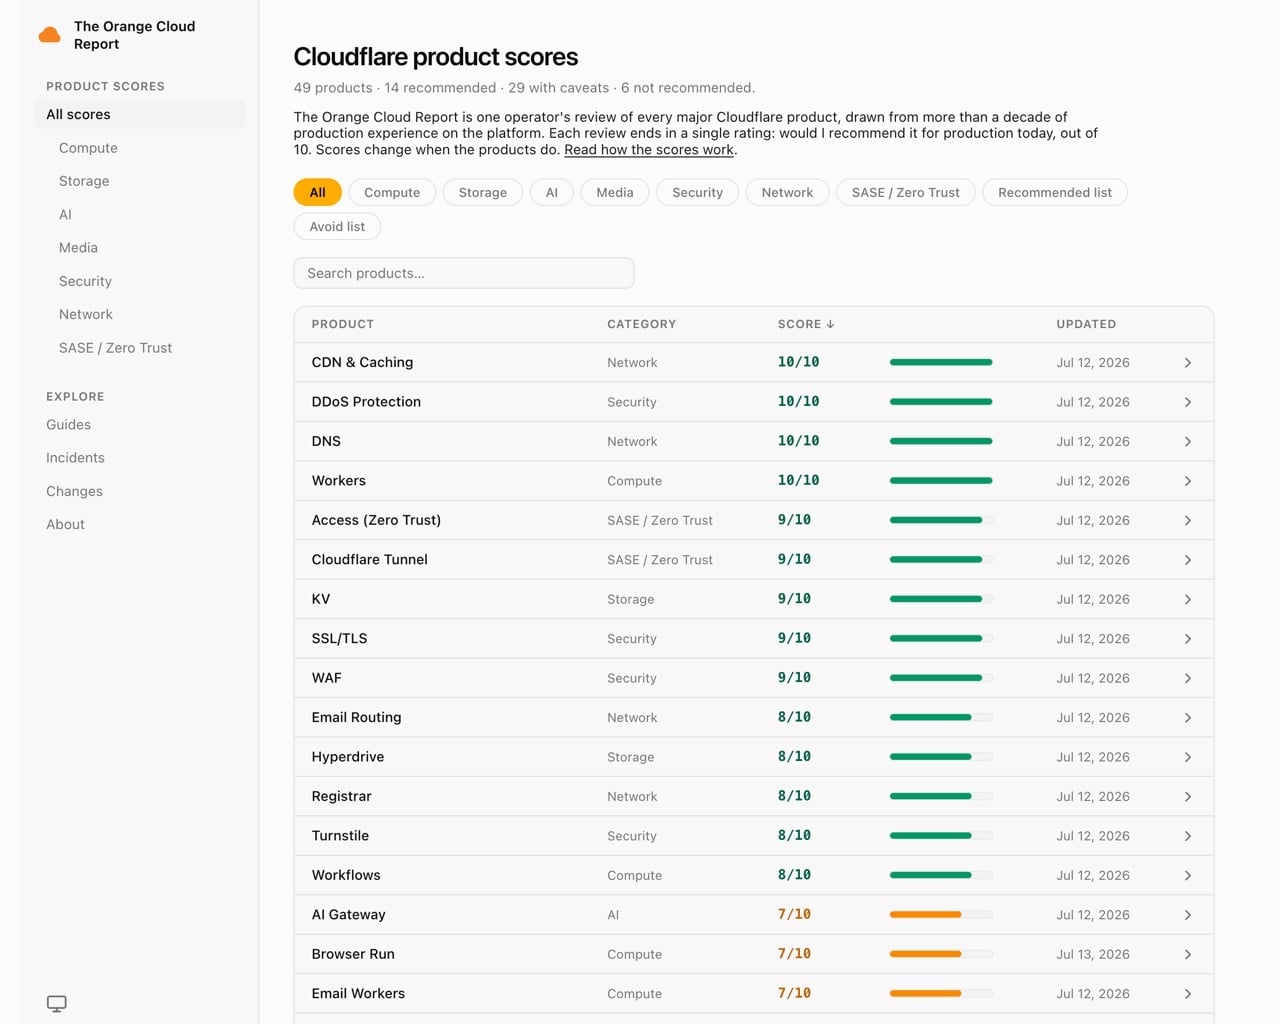 The Orange Cloud
Report
PRODUCT SCORES
All scores
Compute
Storage
AI
Media
Security
Network
SASE / Zero Trust
EXPLORE
Guides
Incidents
Changes
About
Cloudflare product scores
49 products · 14 recommended · 29 with caveats · 6 not recommended.
The Orange Cloud Report is one operator's review of every major Cloudflare product, drawn from more than a decade of
production experience on the platform. Each review ends in a single rating: would I recommend it for production today, out of
10. Scores change when the products do. Read how the scores work.
All Compute Storage AI Media Security Network SASE / Zero Trust Recommended list
Avoid list
Search products...
PRODUCT CATEGORY SCORE ↓ UPDATED
CDN & Caching Network 10/10 Jul 12, 2026
DDoS Protection Security 10/10 Jul 12, 2026
DNS Network 10/10 Jul 12, 2026
Workers Compute 10/10 Jul 12, 2026
Access (Zero Trust) SASE / Zero Trust 9/10 Jul 12, 2026
Cloudflare Tunnel SASE / Zero Trust 9/10 Jul 12, 2026
KV Storage 9/10 Jul 12, 2026
SSL/TLS Security 9/10 Jul 12, 2026
WAF Security 9/10 Jul 12, 2026
Email Routing Network 8/10 Jul 12, 2026
Hyperdrive Storage 8/10 Jul 12, 2026
Registrar Network 8/10 Jul 12, 2026
Turnstile Security 8/10 Jul 12, 2026
Workflows Compute 8/10 Jul 12, 2026
AI Gateway AI 7/10 Jul 12, 2026
Browser Run Compute 7/10 Jul 13, 2026
Email Workers Compute 7/10 Jul 12, 2026